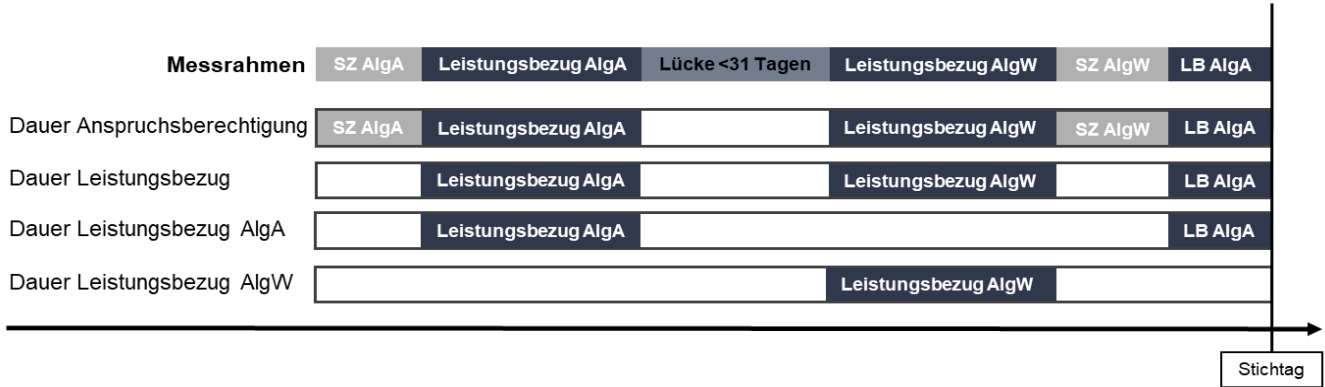 Messrahmen SZ AlgA Leistungsbezug AlgA Lücke <31 Tagen Leistungsbezug AlgW SZ AlgW LB AlgA
Dauer Anspruchsberechtigung SZ AlgA Leistungsbezug AlgA Leistungsbezug AlgW SZ AlgW LB AlgA
Dauer Leistungsbezug Leistungsbezug AlgA Leistungsbezug AlgW LB AlgA
Dauer Leistungsbezug AlgA Leistungsbezug AlgA LB AlgA
Dauer Leistungsbezug AlgW Leistungsbezug AlgW
Stichtag